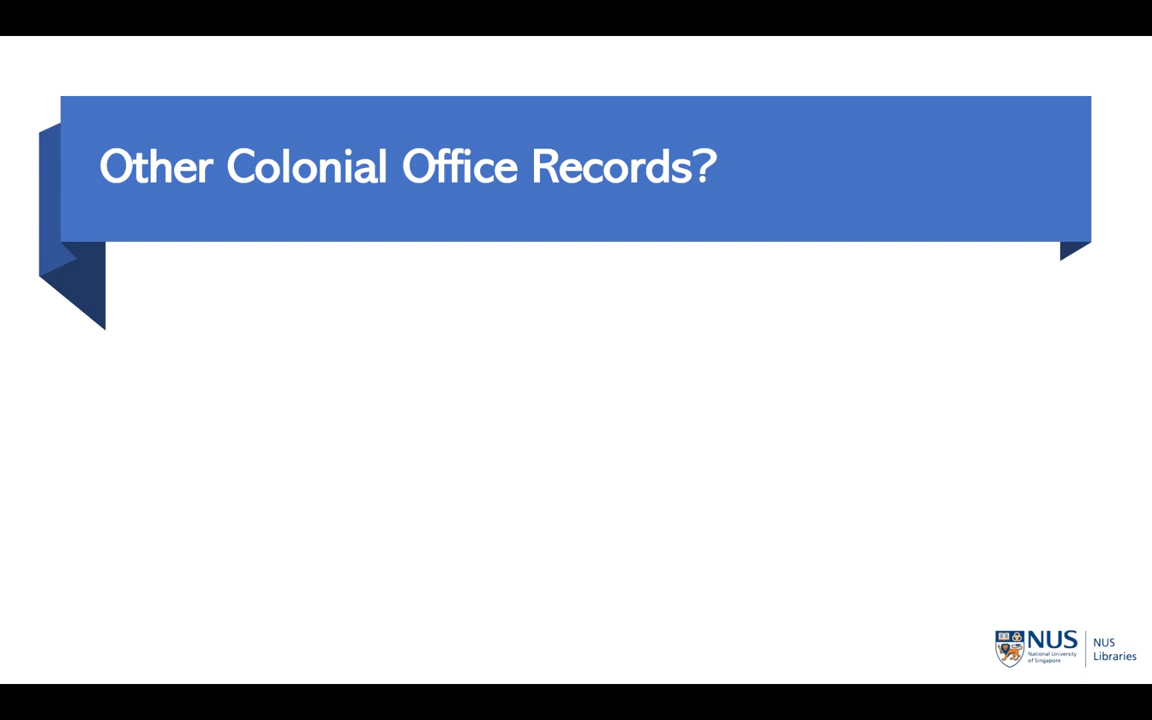 Other Colonial Office Records?
NUS
National University
of Singapore
NUS
Libraries